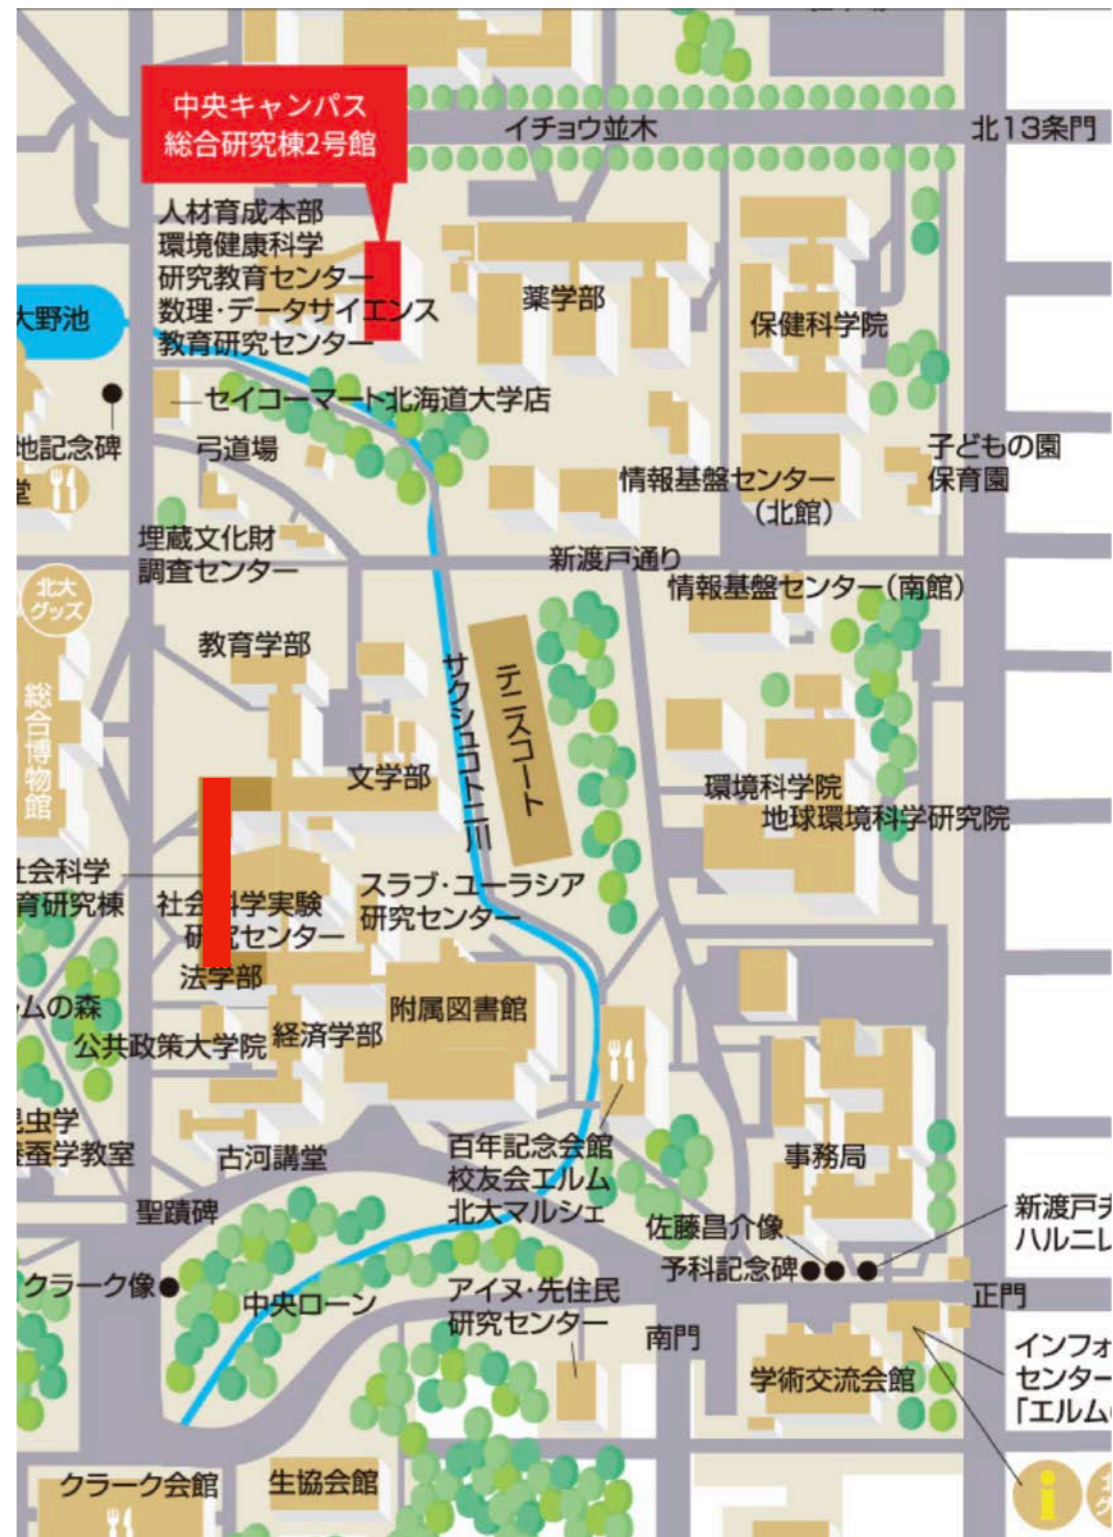 中央キャンパス
総合研究棟2号館
イチョウ並木
北13条門
人材育成本部
環境健康科学
研究教育センター
数理・データサイエンス
教育研究センター
大野池
薬学部
保健科学院
セイコーマート北海道大学店
地記念碑
弓道場
情報基盤センター
(北館)
子どもの園
保育園
堂
埋蔵文化財
調査センター
新渡戸通り
情報基盤センター(南館)
北大
グッズ
教育学部
サクシュコトニ川
テニスコート
総合博物館
文学部
環境科学院
地球環境科学研究院
社会科学
育研究棟
社会科学実験
研究センター
スラブ・ユーラシア
研究センター
法学部
ムの森
附属図書館
公共政策大学院
経済学部
昆虫学
養蚕学教室
古河講堂
百年記念会館
校友会エルム
北大マルシェ
事務局
聖蹟碑
佐藤昌介像
新渡戸
ハルニレ
予科記念碑
クラーク像
中央ローン
アイヌ・先住民
研究センター
正門
南門
インフォ
センター
「エルム
学術交流会館
クラーク会館
生協会館
i